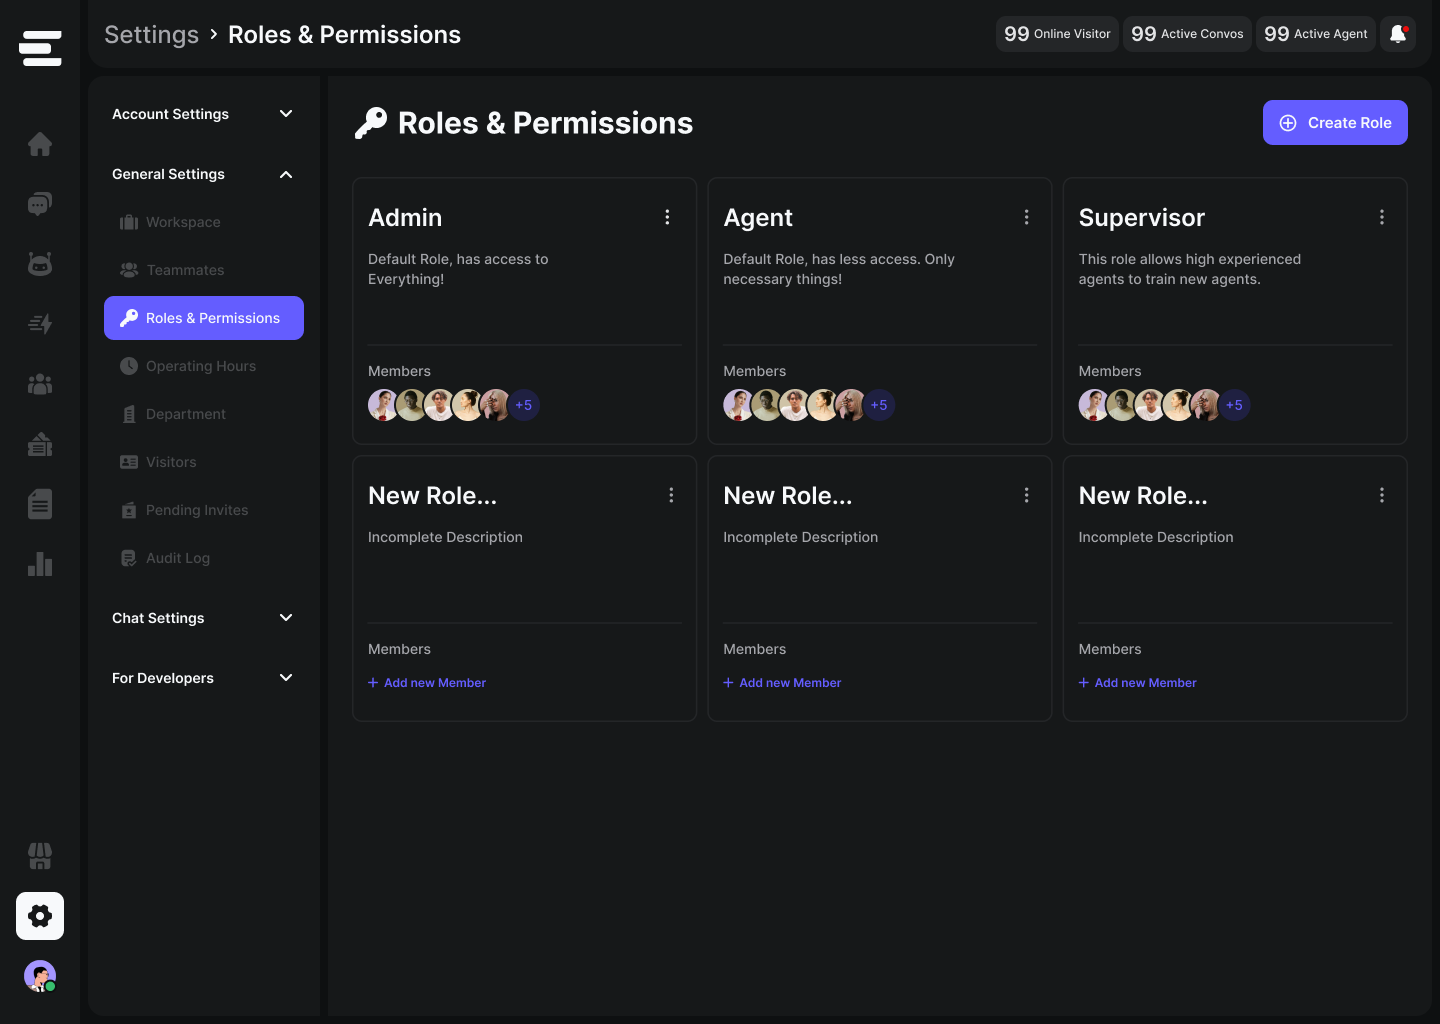 Settings
Roles & Permissions
99 Online Visitor
99 Active Convos
99 Active Agent
Account Settings
General Settings
Workspace
Teammates
Roles & Permissions
Operating Hours
Department
Visitors
Pending Invites
Audit Log
Chat Settings
For Developers
Roles & Permissions
Create Role
Admin
Default Role, has access to
Everything!
Members
+5
Agent
Default Role, has less access. Only
necessary things!
Members
+5
Supervisor
This role allows high experienced
agents to train new agents.
Members
+5
New Role...
Incomplete Description
Members
+ Add new Member
New Role...
Incomplete Description
Members
+ Add new Member
New Role...
Incomplete Description
Members
+ Add new Member